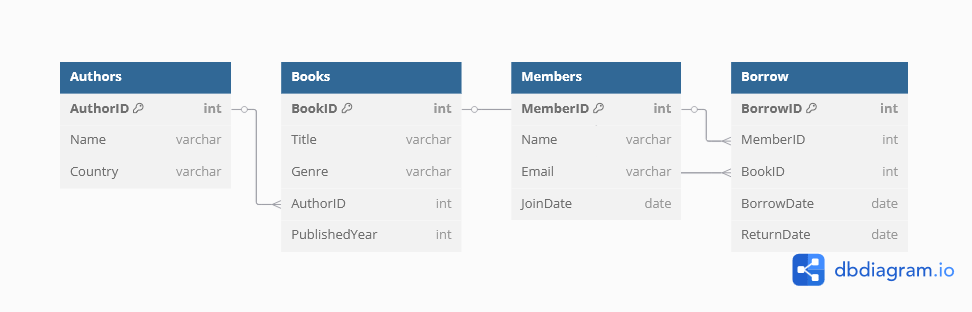 Authors
AuthorID int
Name varchar
Country varchar
Books
BookID int
Title varchar
Genre varchar
AuthorID int
PublishedYear int
Members
MemberID int
Name varchar
Email varchar
JoinDate date
Borrow
BorrowID int
MemberID int
BookID int
BorrowDate date
ReturnDate date
dbdiagram.io